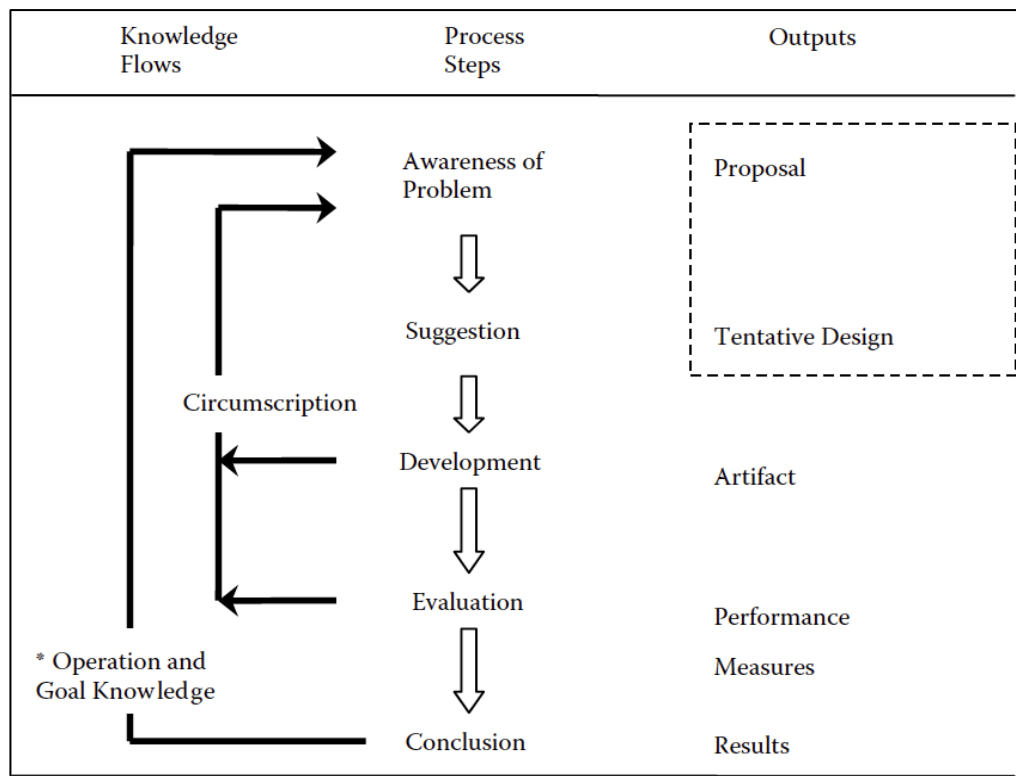 Knowledge
Flows
Process
Steps
Outputs
Awareness of
Problem
Proposal
Suggestion
Tentative Design
Circumscription
Development
Artifact
Evaluation
Performance
Measures
* Operation and
Goal Knowledge
Conclusion
Results